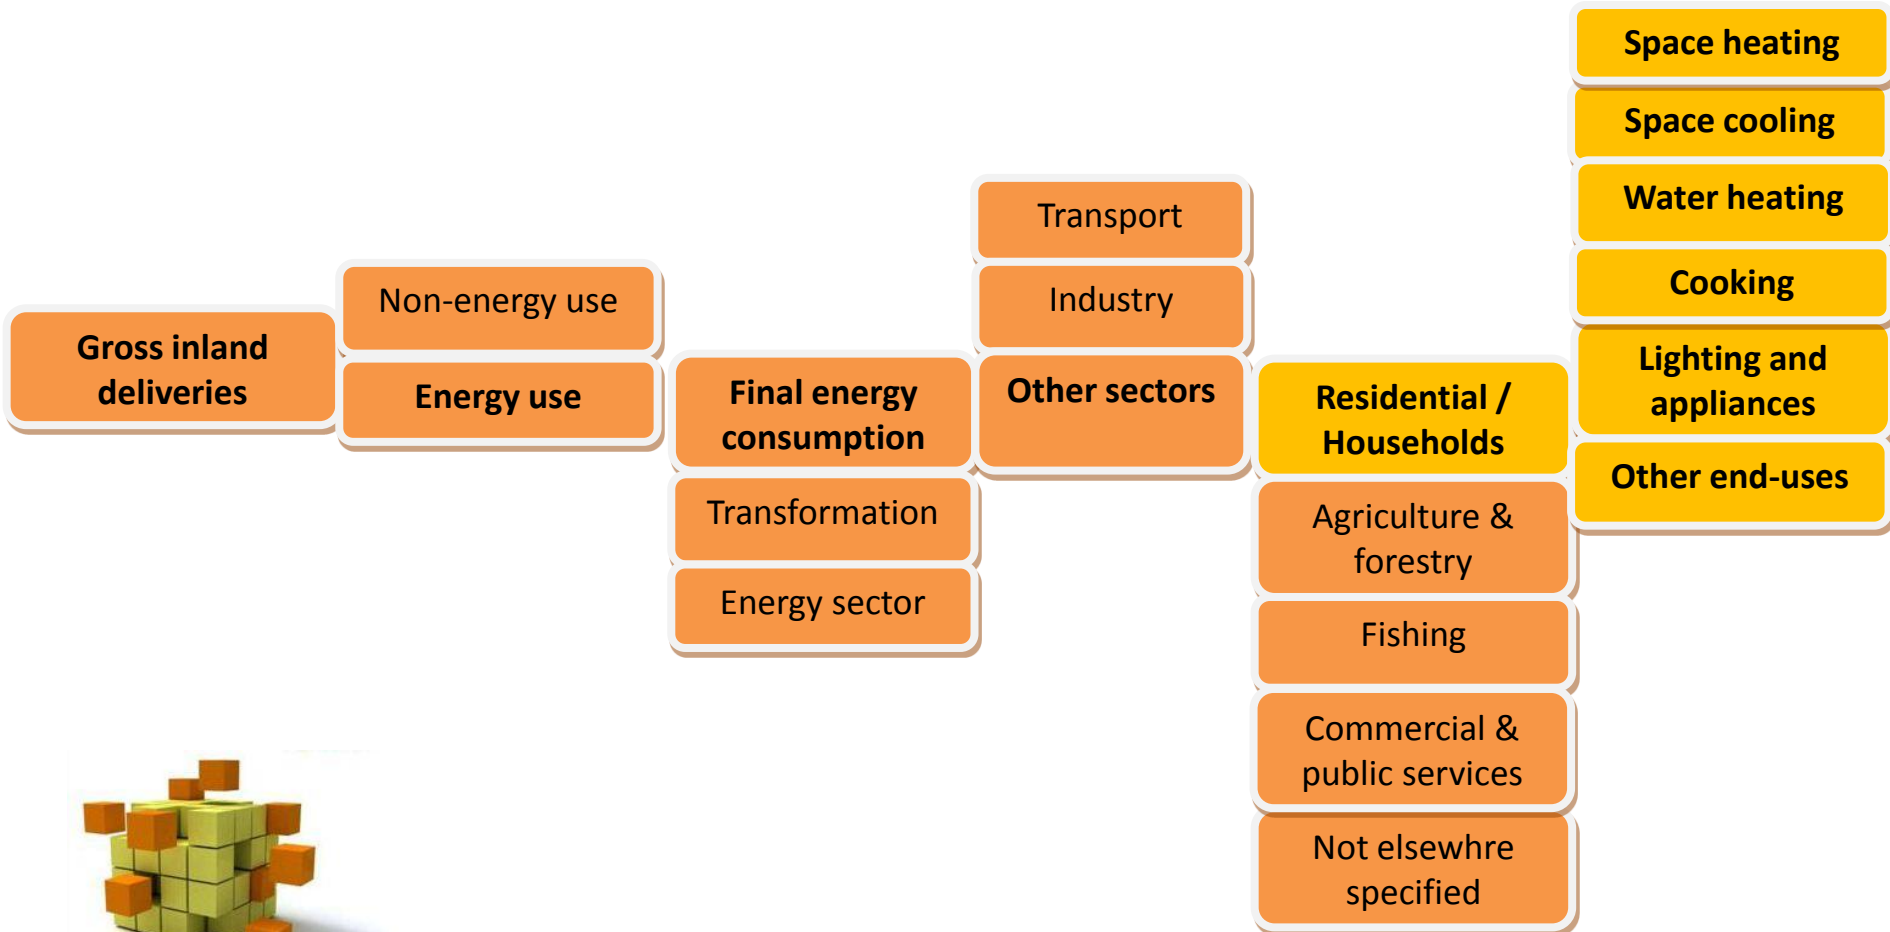 Gross inland
deliveries
Non-energy use
Energy use
Final energy
consumption
Transformation
Energy sector
Transport
Industry
Other sectors
Residential /
Households
Agriculture &
forestry
Fishing
Commercial &
public services
Not elsewhre
specified
Space heating
Space cooling
Water heating
Cooking
Lighting and
appliances
Other end-uses